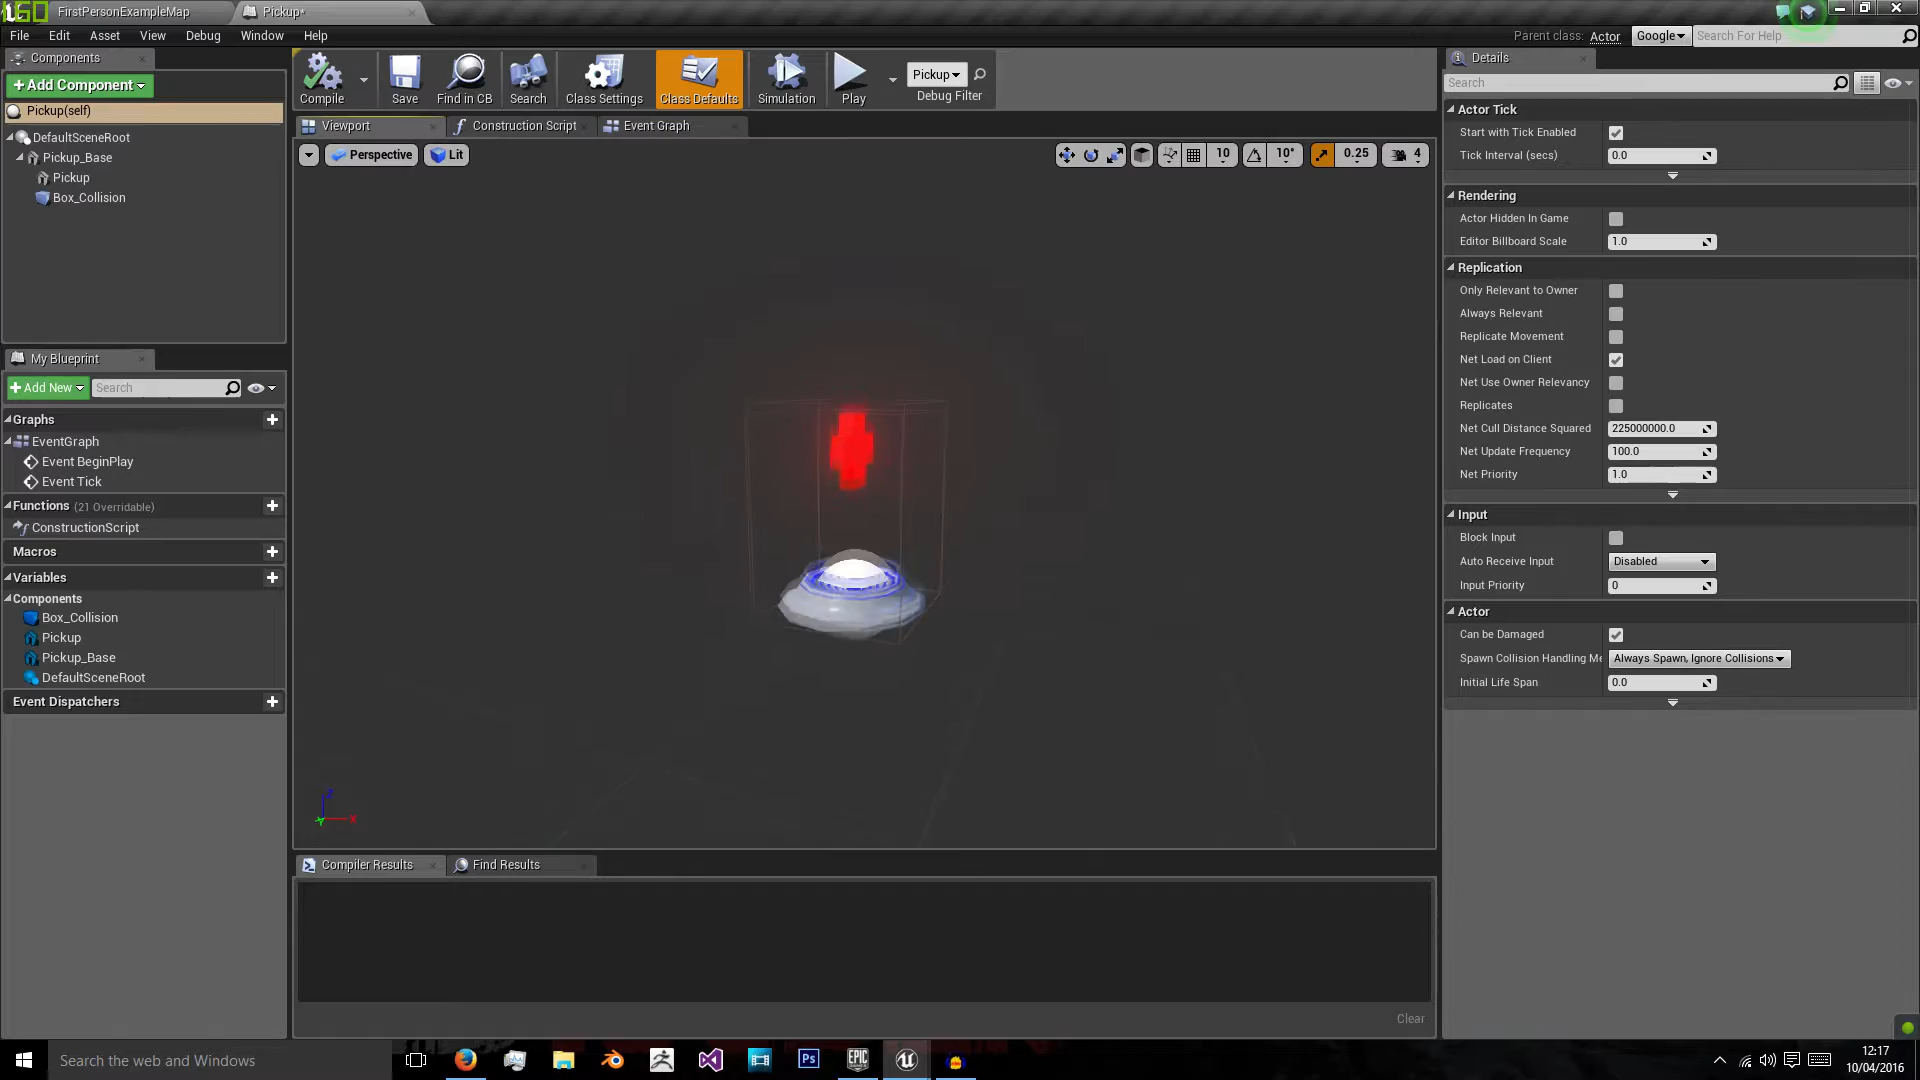 160
FirstPersonExampleMap
Pickup*
File Edit Asset View Debug Window Help
Parent class: Actor Google Search For Help
Components
+Add Component
Pickup(self)
DefaultSceneRoot
Pickup_Base
Pickup
Box_Collision
Compile
Save
Find in CB
Search
Class Settings
Class Defaults
Simulation
Play
Pickup
Debug Filter
Viewport
Construction Script
Event Graph
Perspective
Lit
10
10°
0.25
4
X
Z
Y
My Blueprint
+Add New
Search
Graphs
EventGraph
Event BeginPlay
Event Tick
Functions (21 Overridable)
ConstructionScript
Macros
Variables
Components
Box_Collision
Pickup
Pickup_Base
DefaultSceneRoot
Event Dispatchers
Compiler Results
Find Results
Clear
Details
Search
Actor Tick
Start with Tick Enabled
Tick Interval (secs) 0.0
Rendering
Actor Hidden In Game
Editor Billboard Scale 1.0
Replication
Only Relevant to Owner
Always Relevant
Replicate Movement
Net Load on Client
Net Use Owner Relevancy
Replicates
Net Cull Distance Squared 225000000.0
Net Update Frequency 100.0
Net Priority 1.0
Input
Block Input
Auto Receive Input Disabled
Input Priority 0
Actor
Can be Damaged
Spawn Collision Handling Me Always Spawn, Ignore Collisions
Initial Life Span 0.0
Search the web and Windows
Ps
EPIC GAMES
12:17
10/04/2016